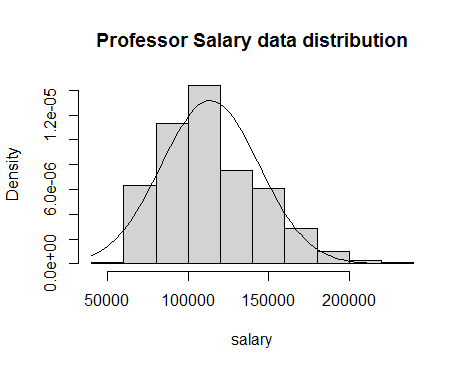 Professor Salary data distribution
Density
1.2e-05
6.0e-06
0.0e+00
50000 100000 150000 200000
salary